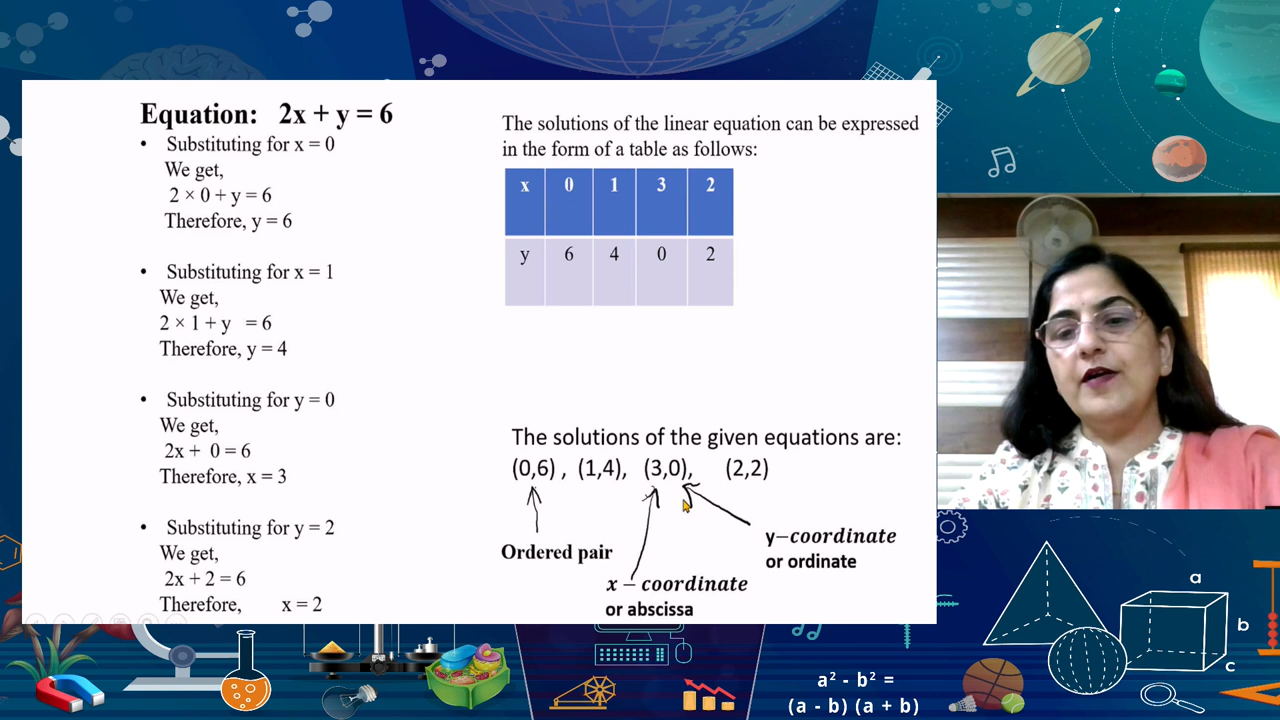 Equation: 2x + y = 6
• Substituting for x = 0
We get,
2 × 0 + y = 6
Therefore, y = 6
• Substituting for x = 1
We get,
2 × 1 + y = 6
Therefore, y = 4
• Substituting for y = 0
We get,
2x + 0 = 6
Therefore, x = 3
• Substituting for y = 2
We get,
2x + 2 = 6
Therefore, x = 2
The solutions of the linear equation can be expressed
in the form of a table as follows:
x 0 1 3 2
y 6 4 0 2
The solutions of the given equations are:
(0,6) , (1,4), (3,0), (2,2)
Ordered pair
x – coordinate
or abscissa
y–coordinate
or ordinate
a
b
c
a² - b² =
(a - b) (a + b)